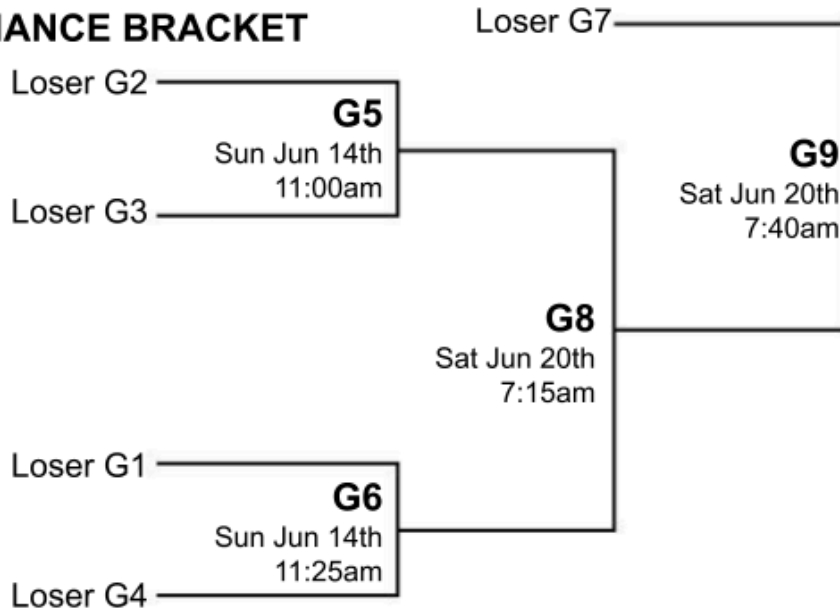 HANCE BRACKET
Loser G7
Loser G2
G5
Sun Jun 14th
11:00am
Loser G3
G9
Sat Jun 20th
7:40am
G8
Sat Jun 20th
7:15am
Loser G1
G6
Sun Jun 14th
11:25am
Loser G4